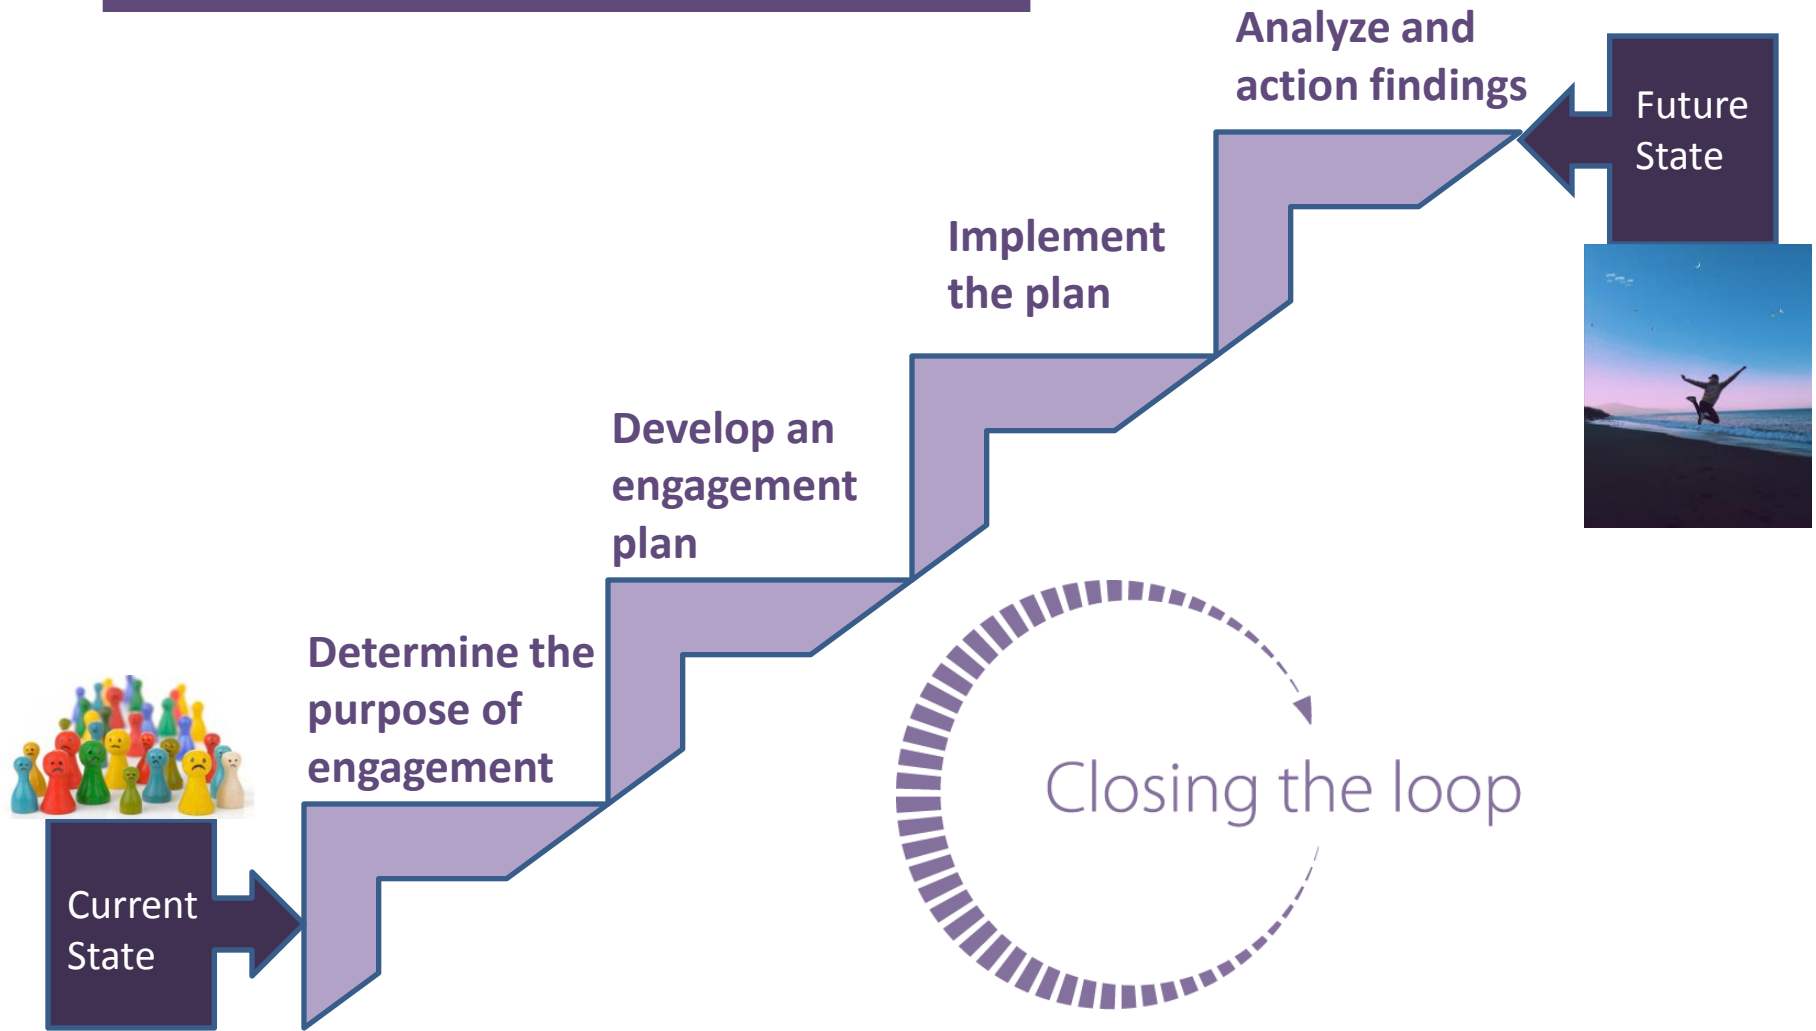 Analyze and
action findings
Future
State
Implement
the plan
Develop an
engagement
plan
Determine the
purpose of
engagement
Closing the loop
Current
State